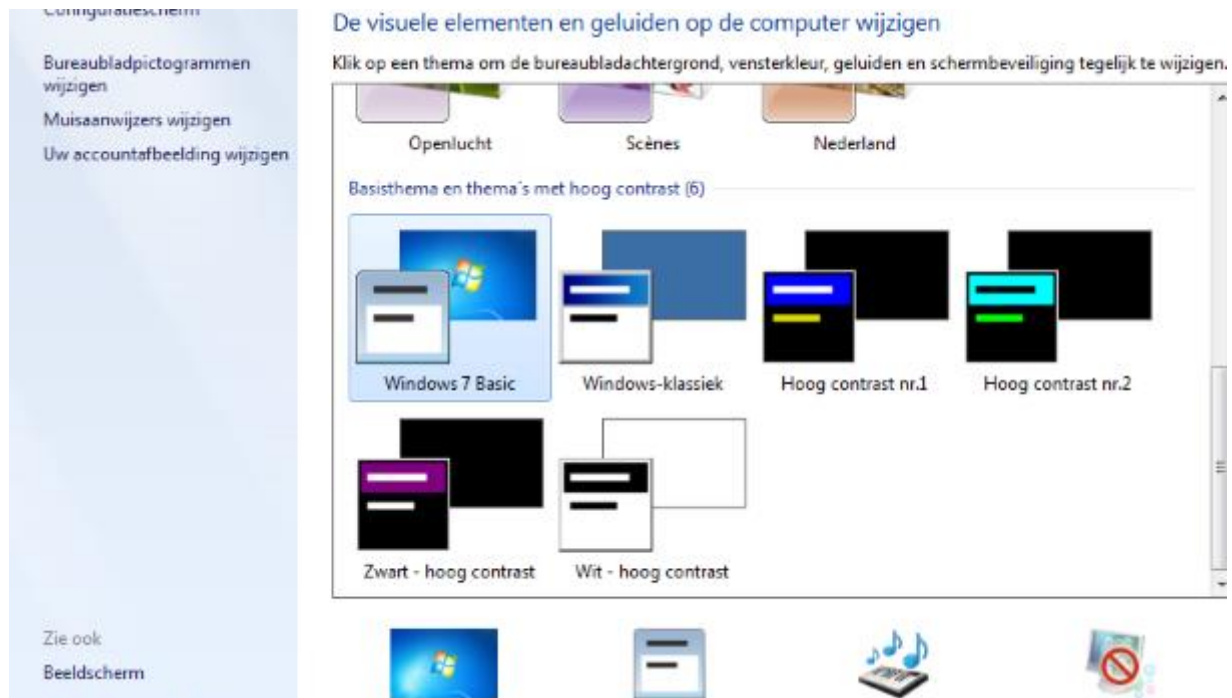 Configuratiescherm
Bureaubladpictogrammen
wijzigen
Muisaanwijzers wijzigen
Uw accountafbeelding wijzigen
Zie ook
Beeldscherm
De visuele elementen en geluiden op de computer wijzigen
Klik op een thema om de bureaubladachtergrond, vensterkleur, geluiden en schermbeveiliging tegelijk te wijzigen.
Openlucht Scènes Nederland
Basisthema en thema's met hoog contrast (6)
Windows 7 Basic Windows-klassiek Hoog contrast nr.1 Hoog contrast nr.2
Zwart - hoog contrast Wit - hoog contrast